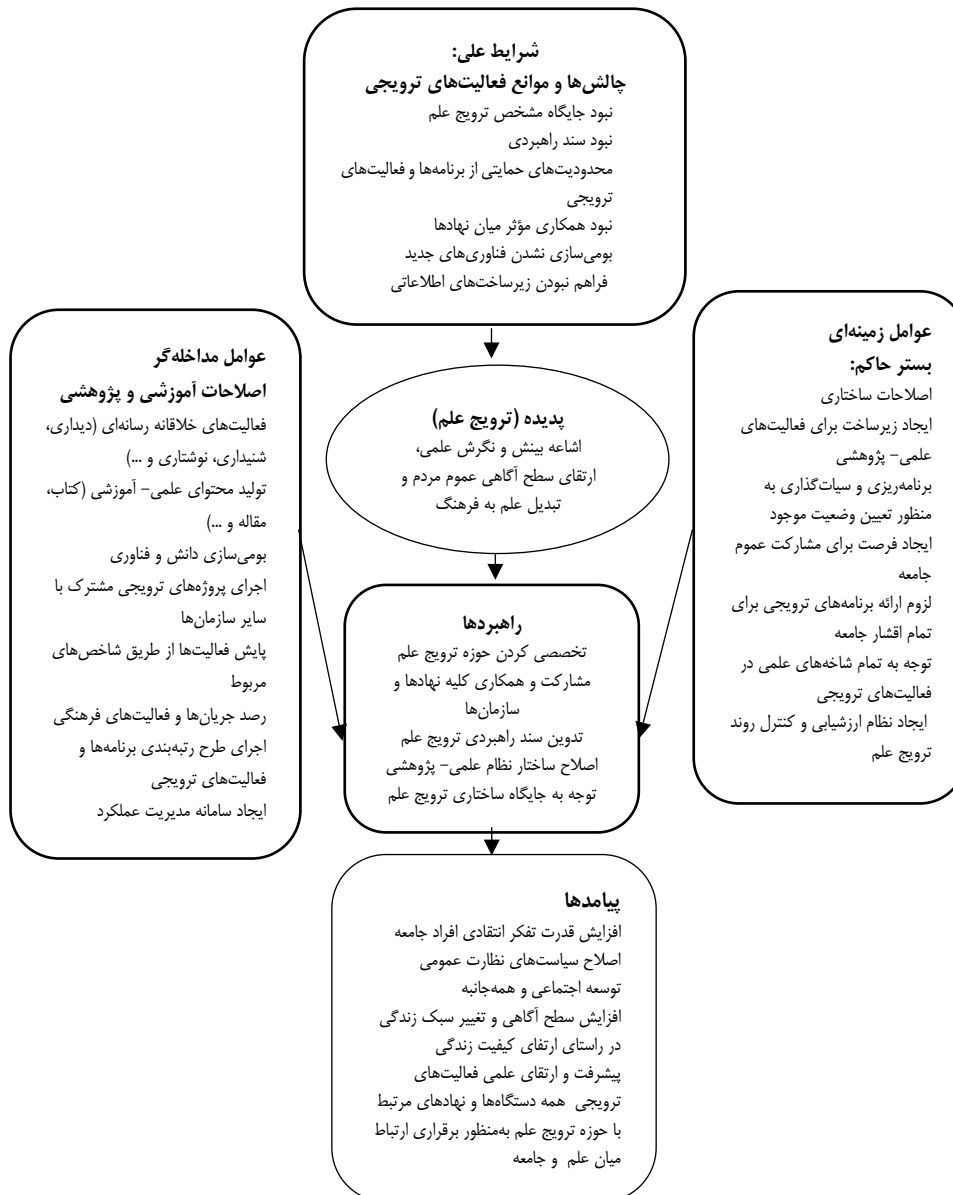 شرایط علی:
چالش‌ها و موانع فعالیت‌های ترویجی
نبود جایگاه مشخص ترویج علم
نبود سند راهبردی
محدودیت‌های حمایتی از برنامه‌ها و فعالیت‌های
ترویجی
نبود همکاری مؤثر میان نهادها
بومی‌سازی نشدن فناوری‌های جدید
فراهم نبودن زیرساخت‌های اطلاعاتی
عوامل زمینه‌ای
بستر حاکم:
اصلاحات ساختاری
ایجاد زیرساخت برای فعالیت‌های
علمی- پژوهشی
برنامه‌ریزی و سیات‌گذاری به
منظور تعیین وضعیت موجود
ایجاد فرصت برای مشارکت عموم
جامعه
لزوم ارائه برنامه‌های ترویجی برای
تمام اقشار جامعه
توجه به تمام شاخه‌های علمی در
فعالیت‌های ترویجی
ایجاد نظام ارزشیابی و کنترل روند
ترویج علم
پدیده (ترویج علم)
اشاعه بینش و نگرش علمی،
ارتقای سطح آگاهی عموم مردم و
تبدیل علم به فرهنگ
عوامل مداخله‌گر
اصلاحات آموزشی و پژوهشی
فعالیت‌های خلاقانه رسانه‌ای (دیداری،
شنیداری، نوشتاری و ...)
تولید محتوای علمی- آموزشی (کتاب،
مقاله و ...)
بومی‌سازی دانش و فناوری
اجرای پروژه‌های ترویجی مشترک با
سایر سازمان‌ها
پایش فعالیت‌ها از طریق شاخص‌های
مربوط
رصد جریان‌ها و فعالیت‌های فرهنگی
اجرای طرح رتبه‌بندی برنامه‌ها و
فعالیت‌های ترویجی
ایجاد سامانه مدیریت عملکرد
راهبردها
تخصصی کردن حوزه ترویج علم
مشارکت و همکاری کلیه نهادها و
سازمان‌ها
تدوین سند راهبردی ترویج علم
اصلاح ساختار نظام علمی- پژوهشی
توجه به جایگاه ساختاری ترویج علم
پیامدها
افزایش قدرت تفکر انتقادی افراد جامعه
اصلاح سیاست‌های نظارت عمومی
توسعه اجتماعی و همه‌جانبه
افزایش سطح آگاهی و تغییر سبک زندگی
در راستای ارتفای کیفیت زندگی
پیشرفت و ارتقای علمی فعالیت‌های
ترویجی همه دستگاه‌ها و نهادهای مرتبط
با حوزه ترویج علم به‌منظور برقراری ارتباط
میان علم و جامعه